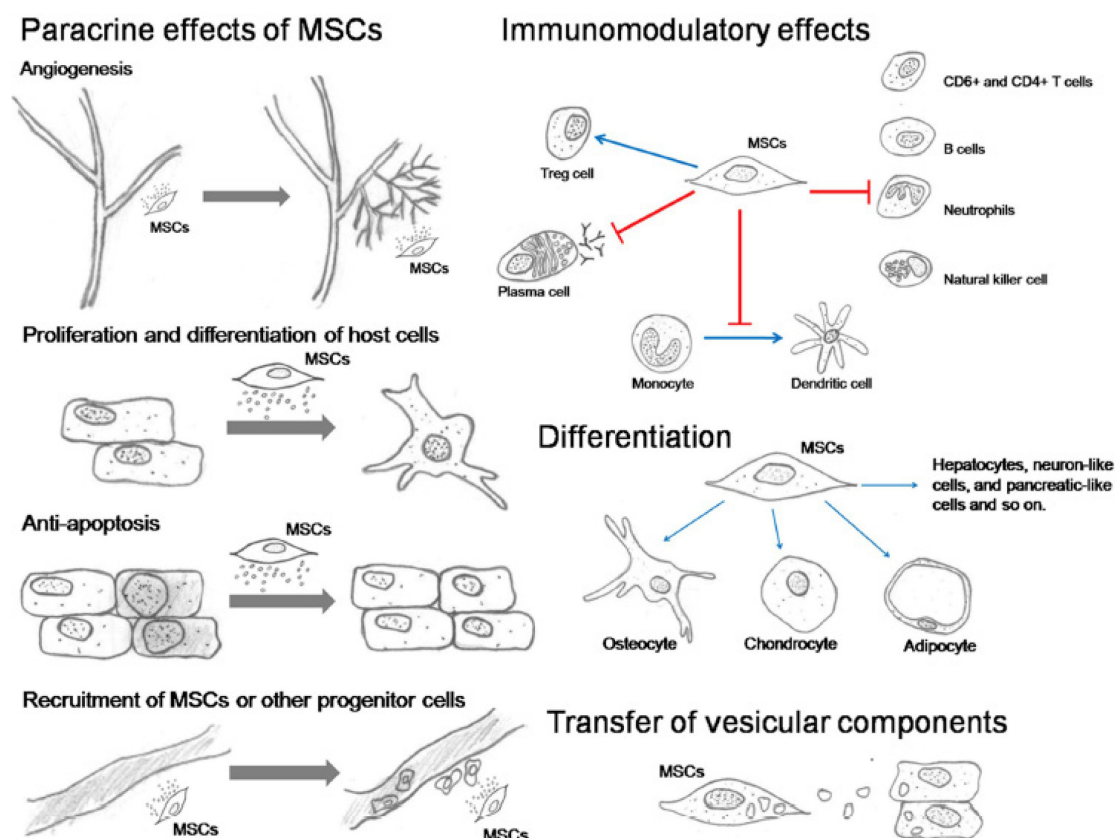 Paracrine effects of MSCs
Angiogenesis
MSCs
MSCs
Proliferation and differentiation of host cells
MSCs
Anti-apoptosis
MSCs
Recruitment of MSCs or other progenitor cells
MSCs
MSCs
Immunomodulatory effects
CD6+ and CD4+ T cells
MSCs
B cells
Treg cell
Neutrophils
Plasma cell
Natural killer cell
Monocyte
Dendritic cell
Differentiation
MSCs
Hepatocytes, neuron-like
cells, and pancreatic-like
cells and so on.
Osteocyte
Chondrocyte
Adipocyte
Transfer of vesicular components
MSCs